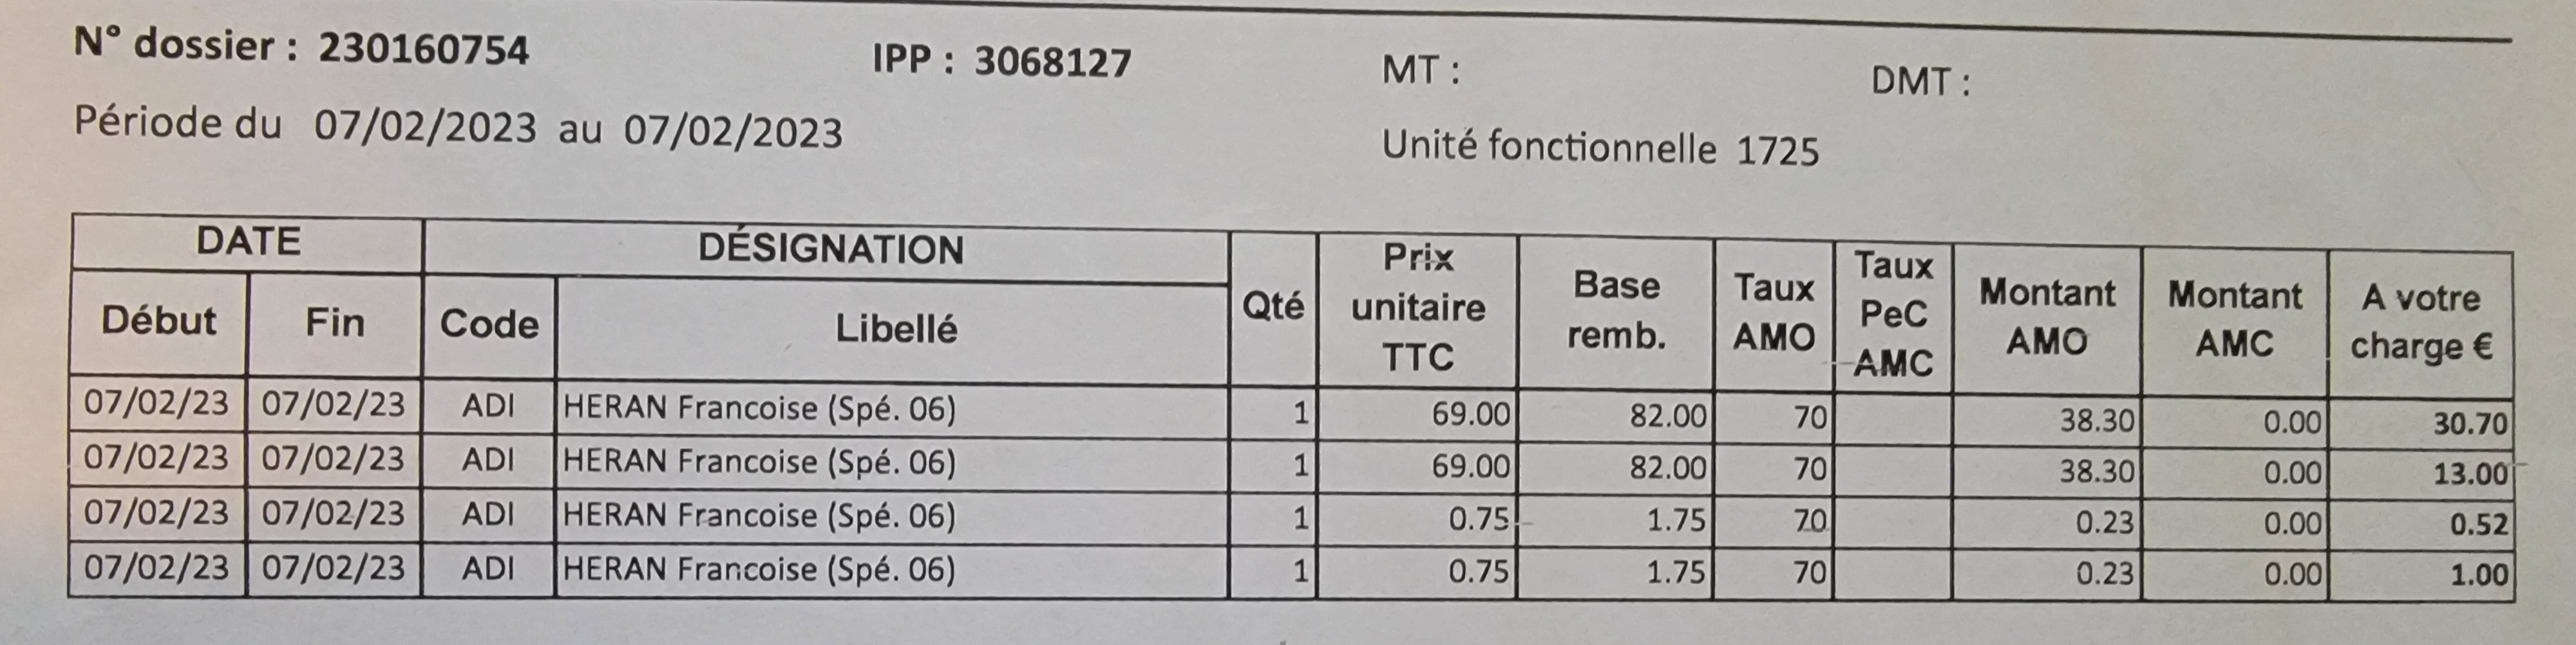 N° dossier : 230160754 IPP : 3068127 MT : DMT :
Période du 07/02/2023 au 07/02/2023 Unité fonctionnelle 1725
DATE DÉSIGNATION Qté Prix unitaire TTC Base remb. Taux AMO Taux PeC AMC Montant AMO Montant AMC A votre charge €
Début Fin Code Libellé
07/02/23 07/02/23 ADI HERAN Francoise (Spé. 06) 1 69.00 82.00 70 38.30 0.00 30.70
07/02/23 07/02/23 ADI HERAN Francoise (Spé. 06) 1 69.00 82.00 70 38.30 0.00 13.00
07/02/23 07/02/23 ADI HERAN Francoise (Spé. 06) 1 0.75 1.75 70 0.23 0.00 0.52
07/02/23 07/02/23 ADI HERAN Francoise (Spé. 06) 1 0.75 1.75 70 0.23 0.00 1.00